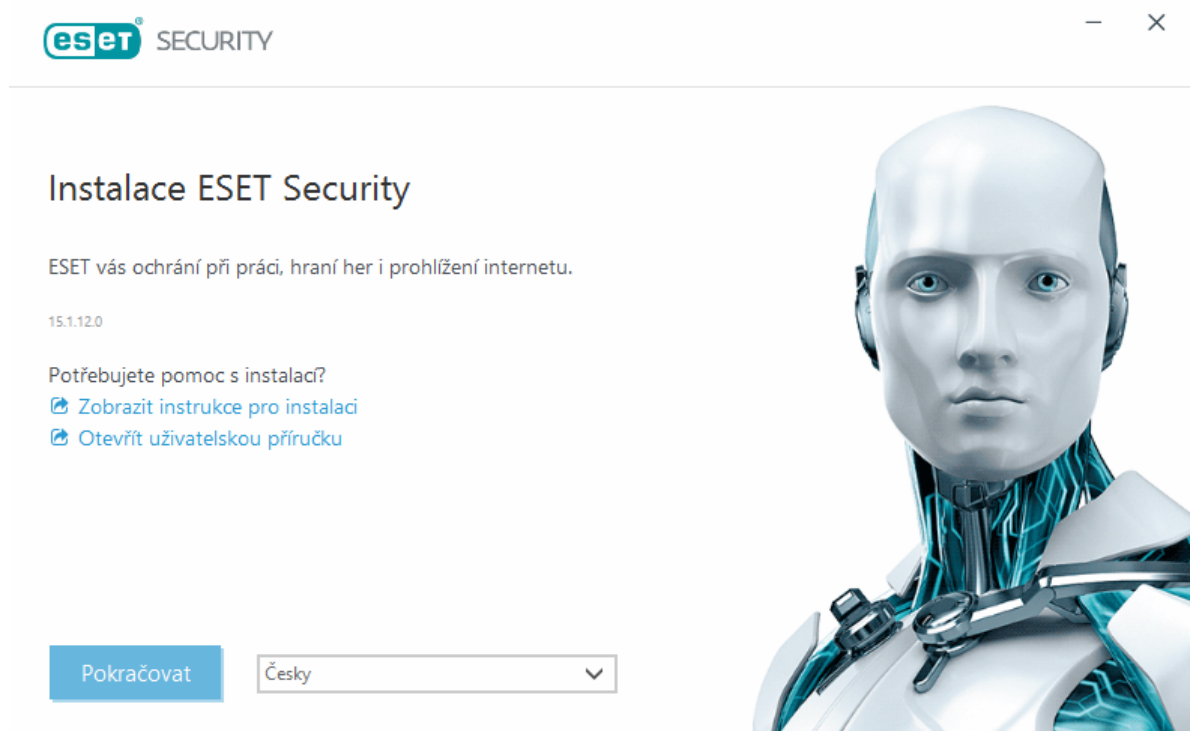 eset® SECURITY
Instalace ESET Security
ESET vás ochrání při práci, hraní her i prohlížení internetu.
15.1.12.0
Potřebujete pomoc s instalací?
Zobrazit instrukce pro instalaci
Otevřít uživatelskou příručku
Pokračovat
Česky